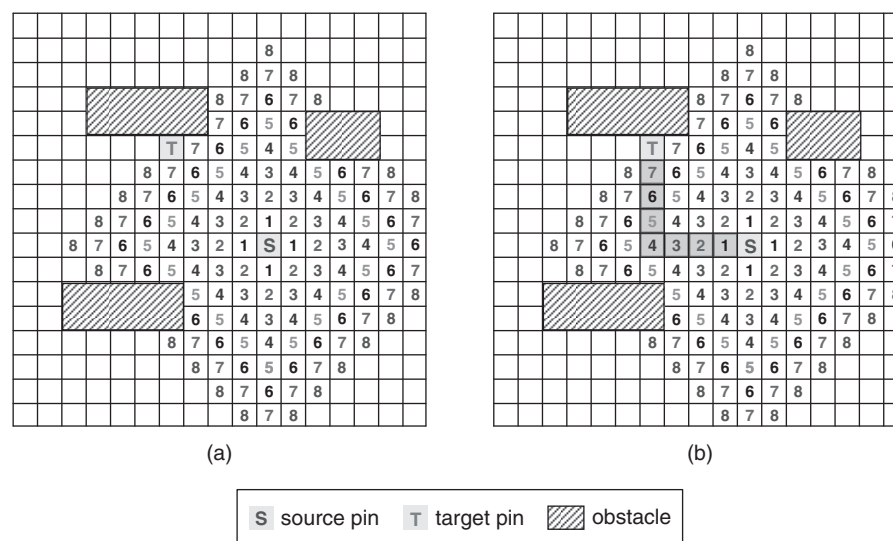 8
8 7 8
8 7 6 7 8
7 6 5 6
T 7 6 5 4 5
8 7 6 5 4 3 4 5 6 7 8
8 7 6 5 4 3 2 3 4 5 6 7 8
8 7 6 5 4 3 2 1 2 3 4 5 6 7
8 7 6 5 4 3 2 1 S 1 2 3 4 5 6
8 7 6 5 4 3 2 1 2 3 4 5 6 7
5 4 3 2 3 4 5 6 7 8
6 5 4 3 4 5 6 7 8
8 7 6 5 4 5 6 7 8
8 7 6 5 6 7 8
8 7 6 7 8
8 7 8
(a)
8
8 7 8
8 7 6 7 8
7 6 5 6
T 7 6 5 4 5
8 7 6 5 4 3 4 5 6 7 8
8 7 6 5 4 3 2 3 4 5 6 7 8
8 7 6 5 4 3 2 1 2 3 4 5 6 7
8 7 6 5 4 3 2 1 S 1 2 3 4 5 6
8 7 6 5 4 3 2 1 2 3 4 5 6 7
5 4 3 2 3 4 5 6 7 8
6 5 4 3 4 5 6 7 8
8 7 6 5 4 5 6 7 8
8 7 6 5 6 7 8
8 7 6 7 8
8 7 8
(b)
S source pin T target pin obstacle